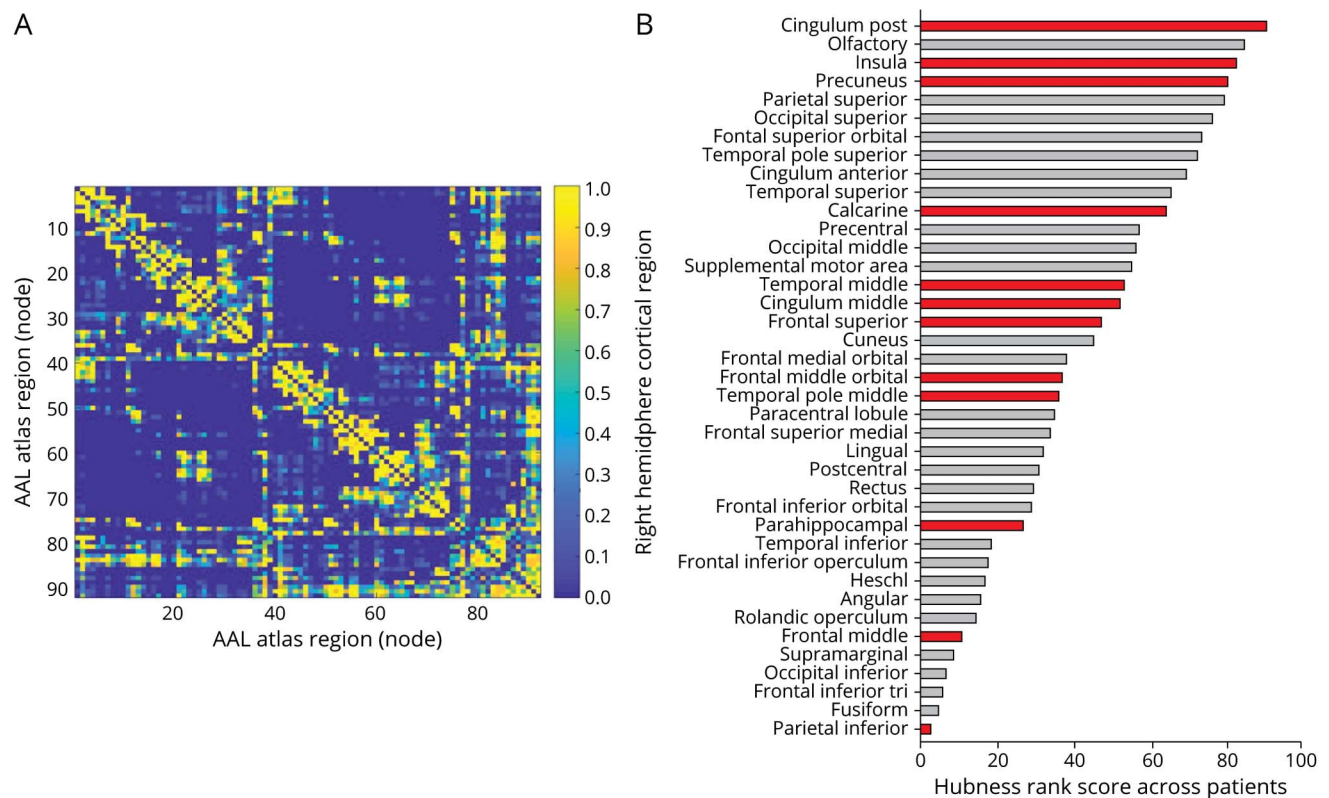 A
AAL atlas region (node)
10
20
30
40
50
60
70
80
90
20
40
60
80
AAL atlas region (node)
1.0
0.9
0.8
0.7
0.6
0.5
0.4
0.3
0.2
0.1
0.0
B
Right hemidphere cortical region
Cingulum post
Olfactory
Insula
Precuneus
Parietal superior
Occipital superior
Fontal superior orbital
Temporal pole superior
Cingulum anterior
Temporal superior
Calcarine
Precentral
Occipital middle
Supplemental motor area
Temporal middle
Cingulum middle
Frontal superior
Cuneus
Frontal medial orbital
Frontal middle orbital
Temporal pole middle
Paracentral lobule
Frontal superior medial
Lingual
Postcentral
Rectus
Frontal inferior orbital
Parahippocampal
Temporal inferior
Frontal inferior operculum
Heschl
Angular
Rolandic operculum
Frontal middle
Supramarginal
Occipital inferior
Frontal inferior tri
Fusiform
Parietal inferior
0
20
40
60
80
100
Hubness rank score across patients